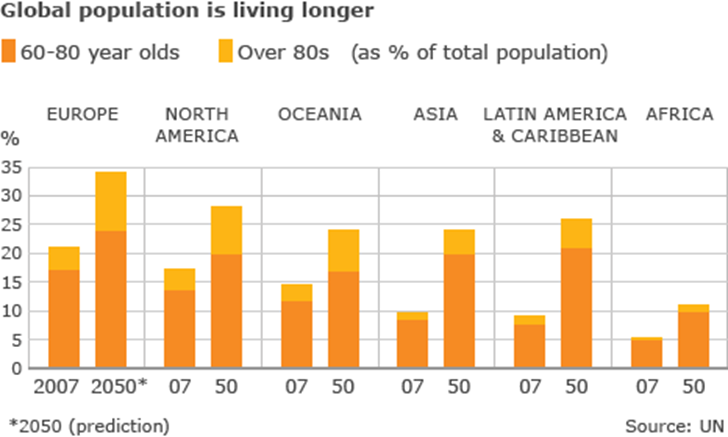 Global population is living longer
60-80 year olds Over 80s (as % of total population)
EUROPE NORTH AMERICA OCEANIA ASIA LATIN AMERICA & CARIBBEAN AFRICA
%
35
30
25
20
15
10
5
0
2007 2050* 07 50 07 50 07 50 07 50 07 50
*2050 (prediction) Source: UN